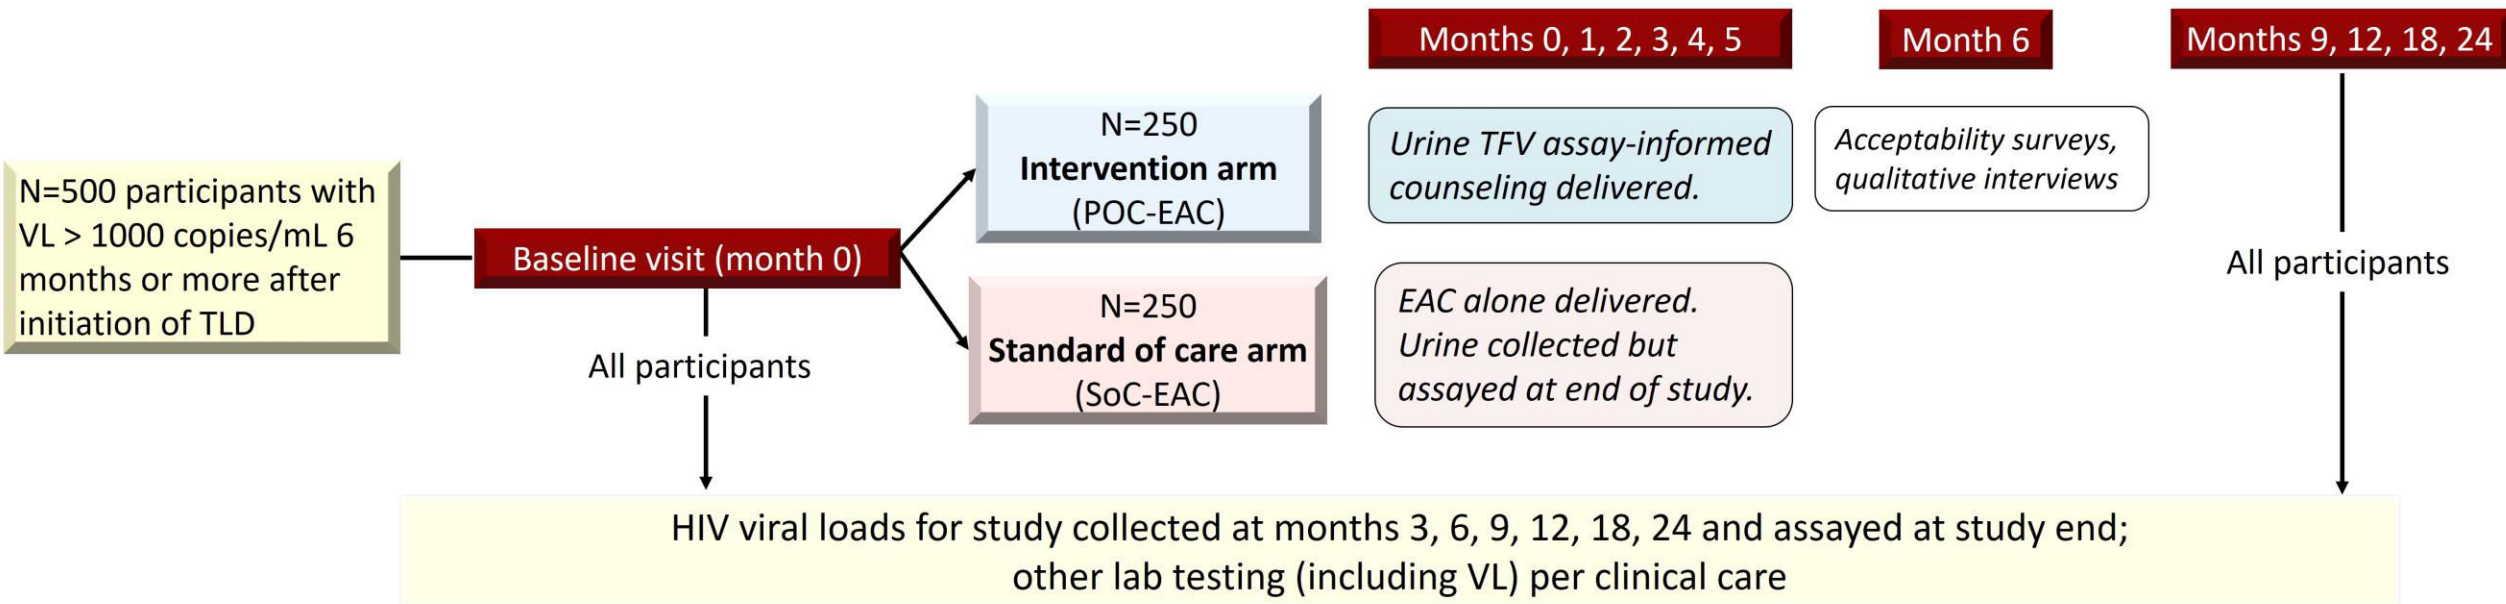 Months 0, 1, 2, 3, 4, 5
Month 6
Months 9, 12, 18, 24
N=500 participants with
VL > 1000 copies/mL 6
months or more after
initiation of TLD
Baseline visit (month 0)
All participants
N=250
Intervention arm
(POC-EAC)
N=250
Standard of care arm
(SoC-EAC)
Urine TFV assay-informed
counseling delivered.
EAC alone delivered.
Urine collected but
assayed at end of study.
Acceptability surveys,
qualitative interviews
All participants
HIV viral loads for study collected at months 3, 6, 9, 12, 18, 24 and assayed at study end;
other lab testing (including VL) per clinical care